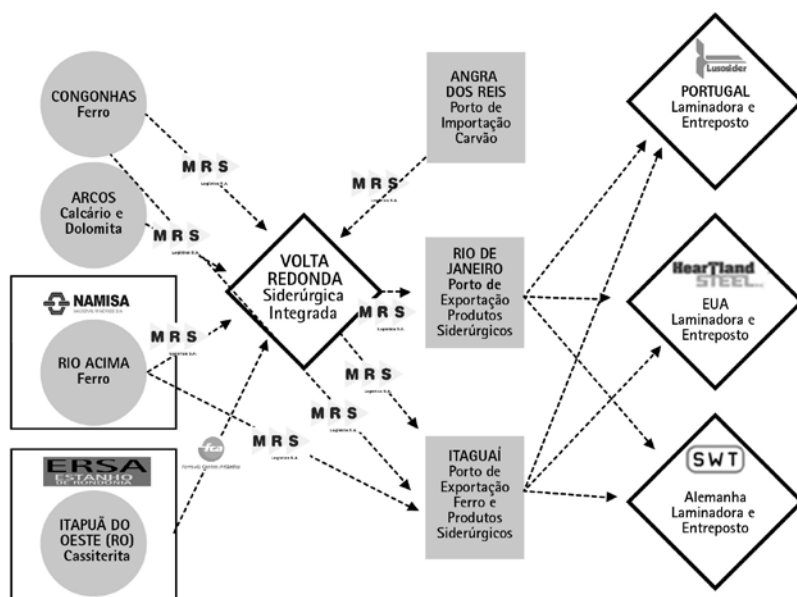 CONGONHAS
Ferro
ARCOS
Calcário e
Dolomita
NAMISA
RIO ACIMA
Ferro
ERSA
ESTANHO
DE RONDÔNIA
ITAPUÃ DO
OESTE (RO)
Cassiterita
MRS
MRS
MRS
MRS
fca
VOLTA
REDONDA
Siderúrgica
Integrada
MRS
MRS
MRS
MRS
ANGRA
DOS REIS
Porto de
Importação
Carvão
RIO DE
JANEIRO
Porto de
Exportação
Produtos
Siderúrgicos
ITAGUAÍ
Porto de
Exportação
Ferro e
Produtos
Siderúrgicos
Lusosider
PORTUGAL
Laminadora e
Entreposto
HeartLand
STEEL
EUA
Laminadora e
Entreposto
SWT
Alemanha
Laminadora e
Entreposto